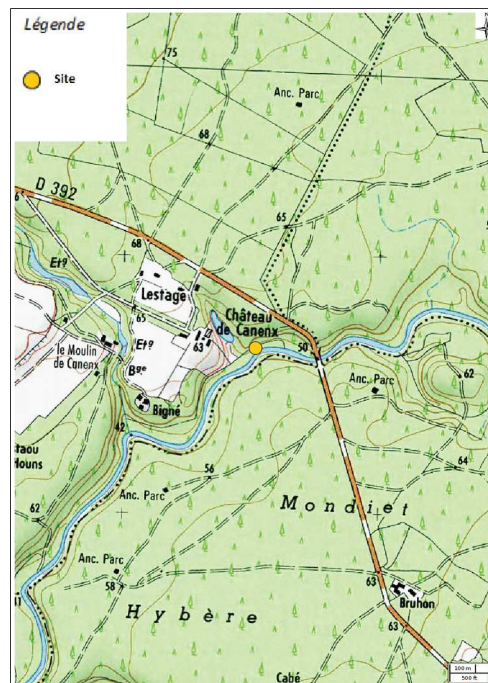 Légende
Site
75
Anc. Parc
68
D 392
65
68
Etg
Lestage
Château
de Canenx
65
63
50
le Moulin
de Canenx
Etg
Bge
Anc. Parc
62
Bigné
42
staou
Houns
56
64
Anc. Parc
Mondiet
62
Anc. Parc
63
58
Bruhon
Hybère
63
Cabé
100 m
500 ft